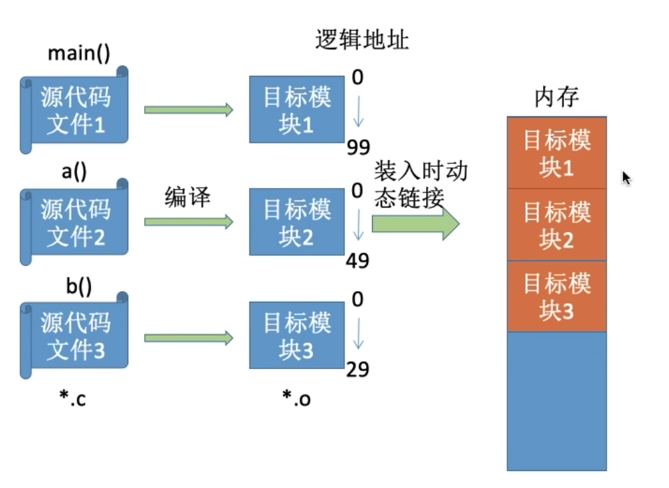 逻辑地址
main()
源代码
文件1
目标模
块1
0
99
内存
目标模
块1
a()
源代码
文件2
编译
目标模
块2
0
49
装入时动
态链接
目标模
块2
b()
源代码
文件3
目标模
块3
0
29
目标模
块3
*.c
*.o